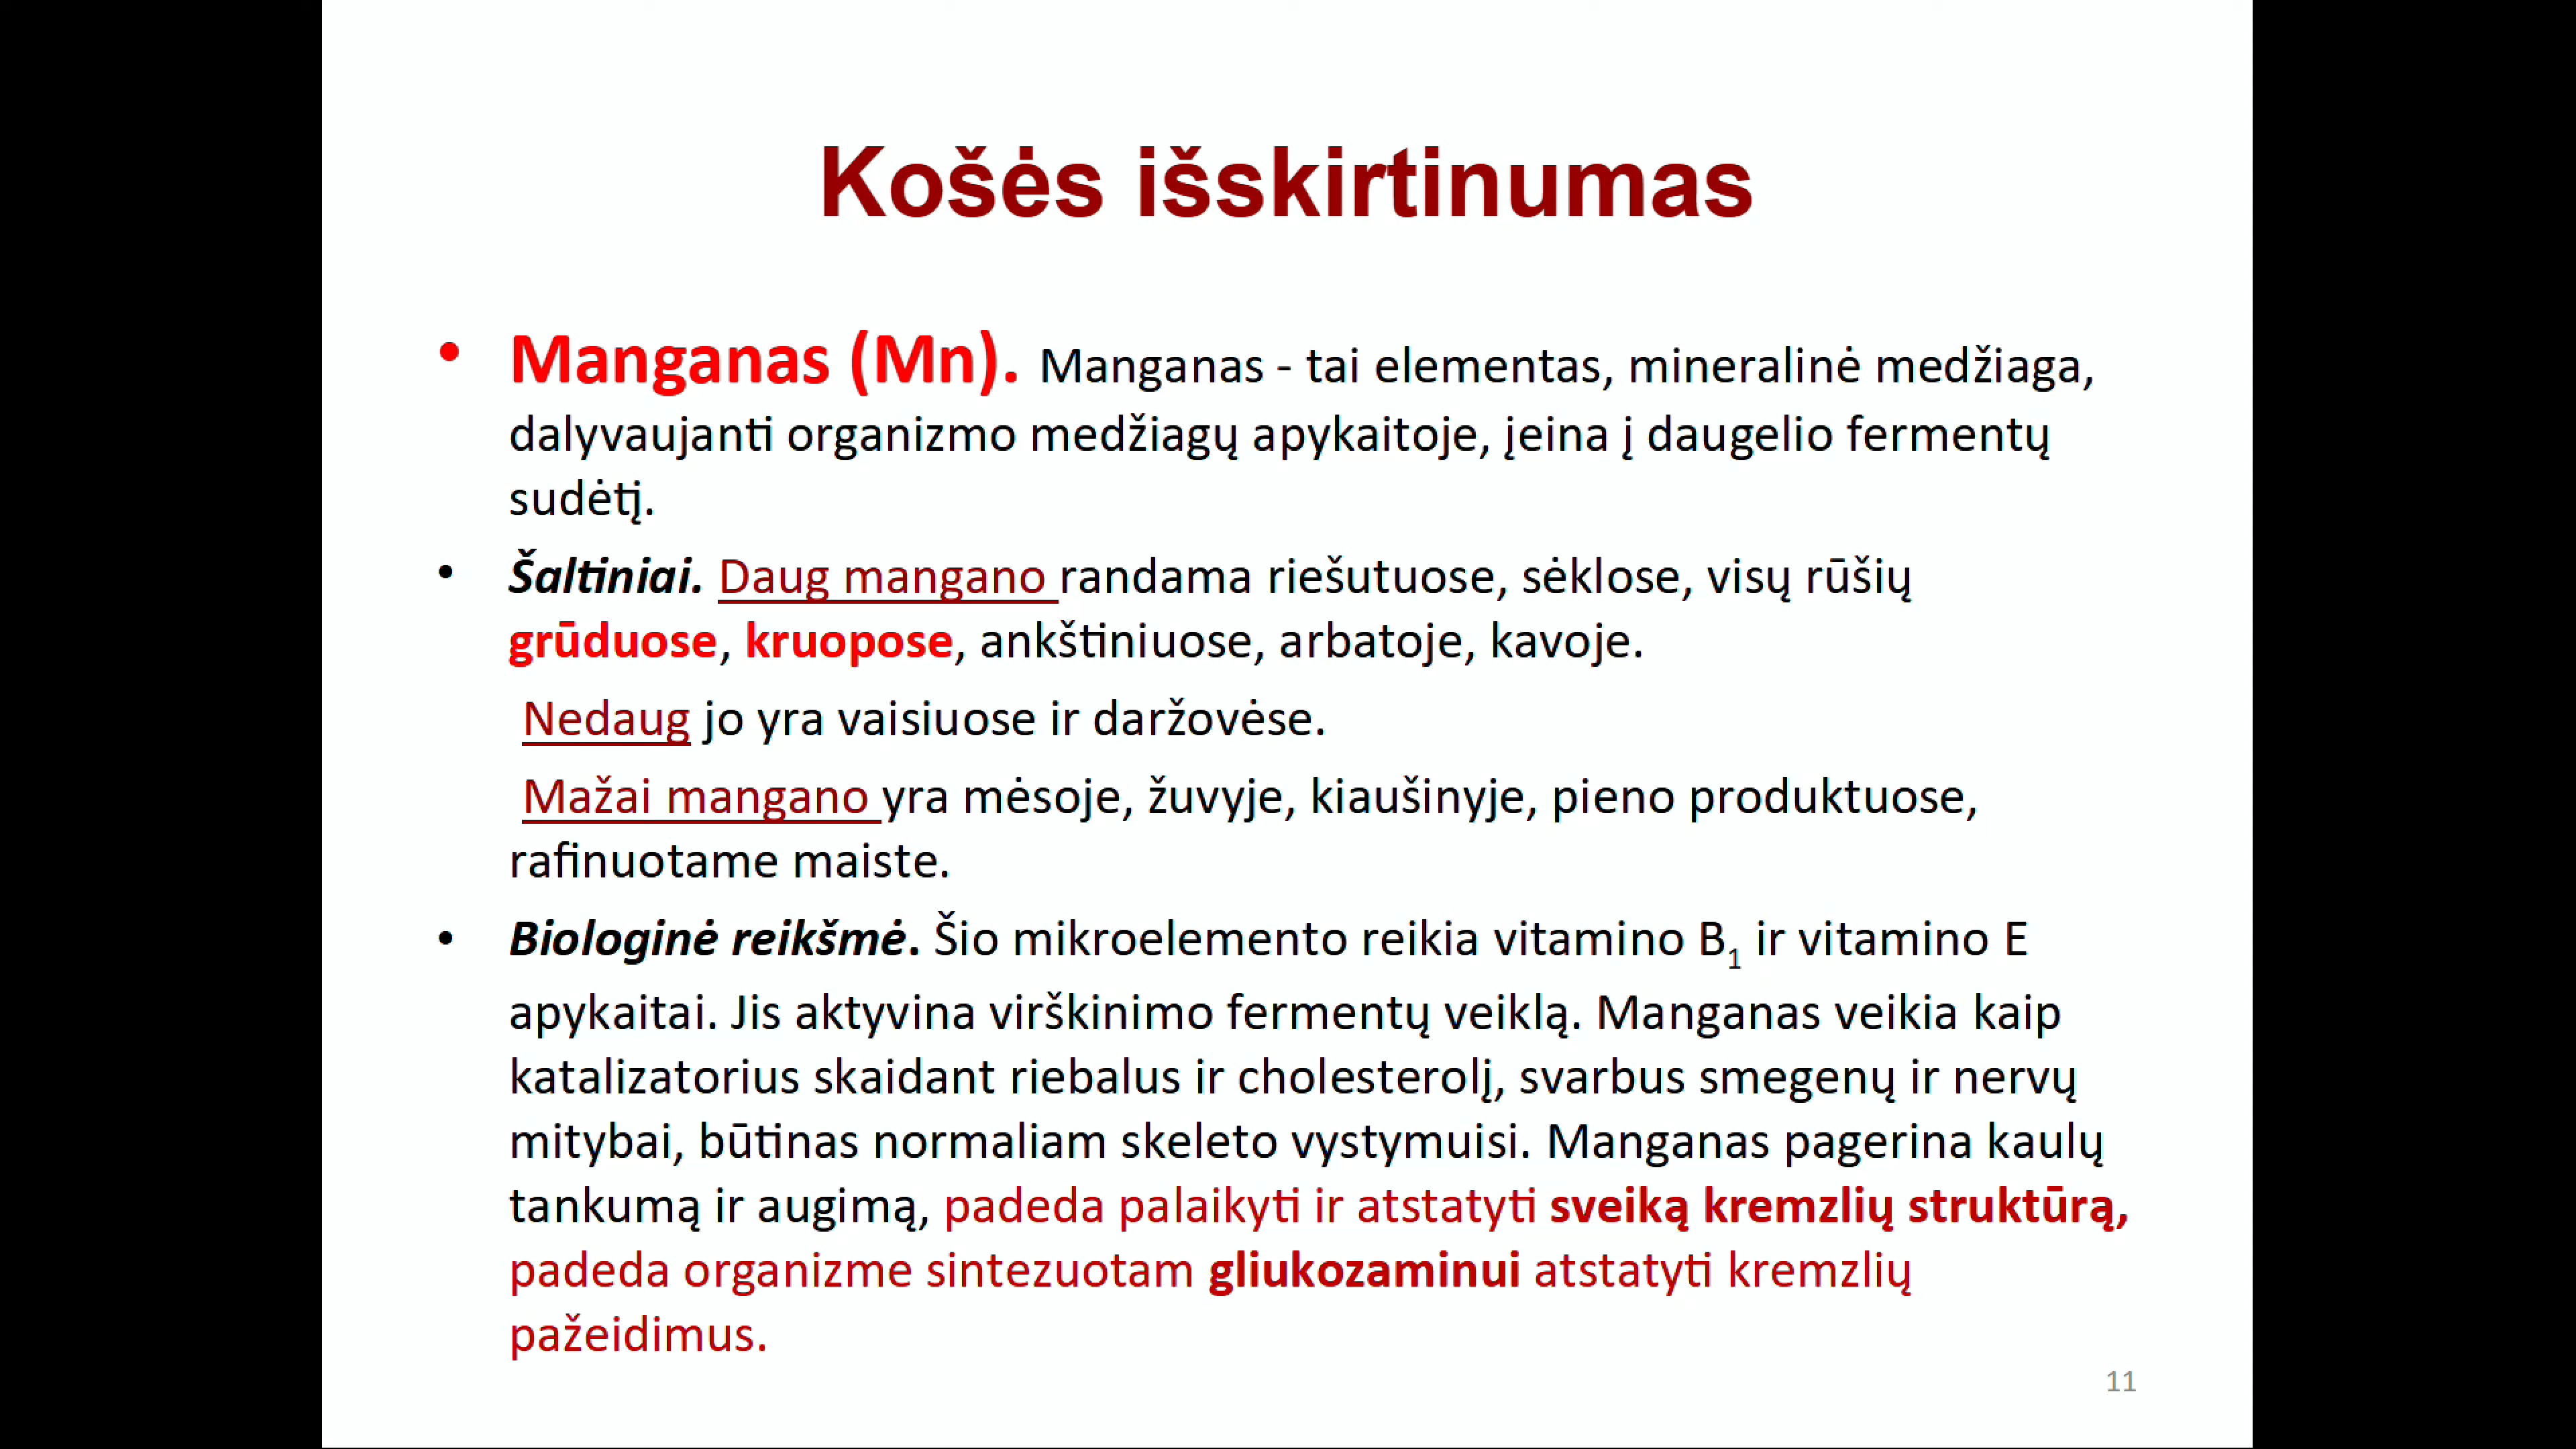 Košės išskirtinumas
• Manganas (Mn). Manganas - tai elementas, mineralinė medžiaga,
dalyvaujanti organizmo medžiagų apykaitoje, įeina į daugelio fermentų
sudėtį.
• Šaltiniai. Daug mangano randama riešutuose, sėklose, visų rūšių
grūduose, kruopose, ankštiniuose, arbatoje, kavoje.
Nedaug jo yra vaisiuose ir daržovėse.
Mažai mangano yra mėsoje, žuvyje, kiaušinyje, pieno produktuose,
rafinuotame maiste.
• Biologinė reikšmė. Šio mikroelemento reikia vitamino B₁ ir vitamino E
apykaitai. Jis aktyvina virškinimo fermentų veiklą. Manganas veikia kaip
katalizatorius skaidant riebalus ir cholesterolį, svarbus smegenų ir nervų
mitybai, būtinas normaliam skeleto vystymuisi. Manganas pagerina kaulų
tankumą ir augimą, padeda palaikyti ir atstatyti sveiką kremzlių struktūrą,
padeda organizme sintezuotam gliukozaminui atstatyti kremzlių
pažeidimus.
11